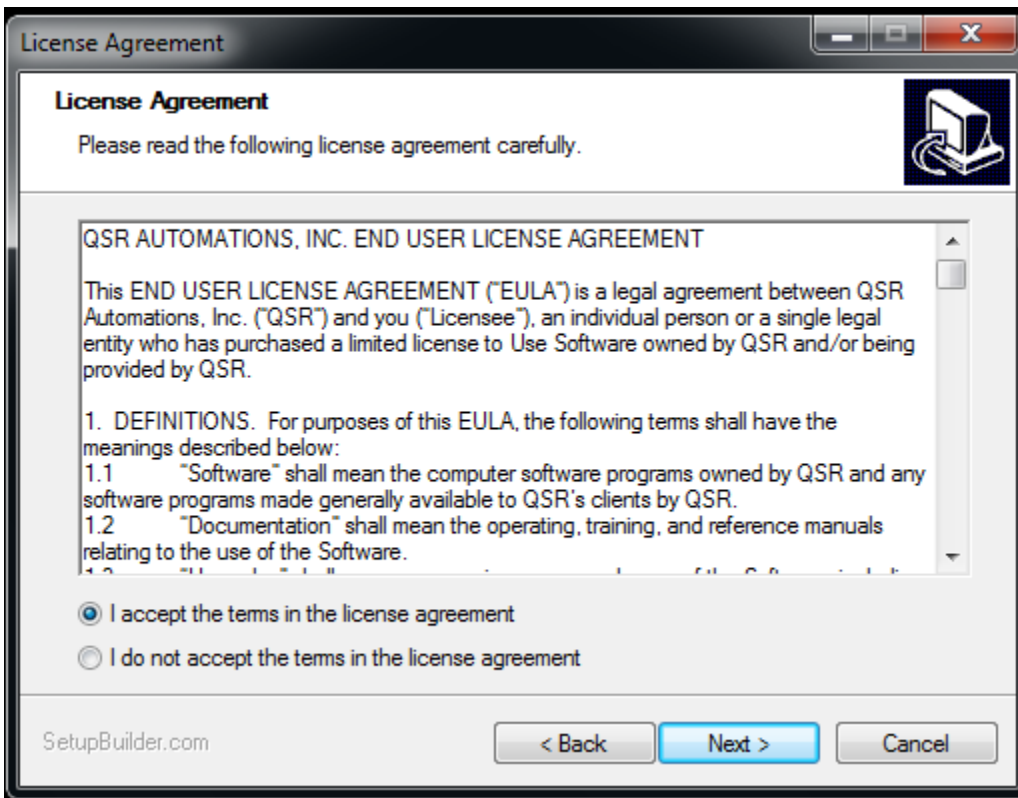 License Agreement
License Agreement
Please read the following license agreement carefully.
QSR AUTOMATIONS, INC. END USER LICENSE AGREEMENT
This END USER LICENSE AGREEMENT ("EULA") is a legal agreement between QSR
Automations, Inc. ("QSR") and you ("Licensee"), an individual person or a single legal
entity who has purchased a limited license to Use Software owned by QSR and/or being
provided by QSR.
1. DEFINITIONS. For purposes of this EULA, the following terms shall have the
meanings described below:
1.1 "Software" shall mean the computer software programs owned by QSR and any
software programs made generally available to QSR's clients by QSR.
1.2 "Documentation" shall mean the operating, training, and reference manuals
relating to the use of the Software.
I accept the terms in the license agreement
I do not accept the terms in the license agreement
SetupBuilder.com
< Back
Next >
Cancel